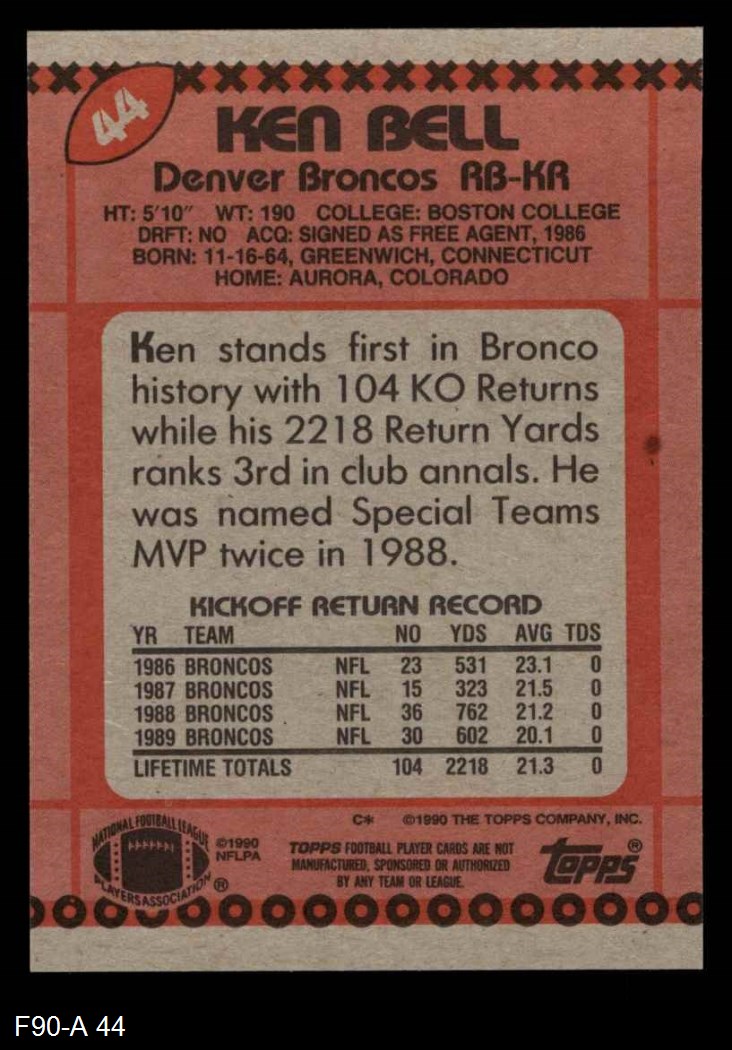 44
KEN BELL
Denver Broncos RB-KR
HT: 5'10" WT: 190 COLLEGE: BOSTON COLLEGE
DRFT: NO ACQ: SIGNED AS FREE AGENT, 1986
BORN: 11-16-64, GREENWICH, CONNECTICUT
HOME: AURORA, COLORADO
Ken stands first in Bronco
history with 104 KO Returns
while his 2218 Return Yards
ranks 3rd in club annals. He
was named Special Teams
MVP twice in 1988.
KICKOFF RETURN RECORD
YR TEAM NO YDS AVG TDS
1986 BRONCOS NFL 23 531 23.1 0
1987 BRONCOS NFL 15 323 21.5 0
1988 BRONCOS NFL 36 762 21.2 0
1989 BRONCOS NFL 30 602 20.1 0
LIFETIME TOTALS 104 2218 21.3 0
C* ©1990 THE TOPPS COMPANY, INC.
NATIONAL FOOTBALL LEAGUE
PLAYERS ASSOCIATION ®
©1990
NFLPA
TOPPS FOOTBALL PLAYER CARDS ARE NOT
MANUFACTURED, SPONSORED OR AUTHORIZED
BY ANY TEAM OR LEAGUE.
topps®
F90-A 44